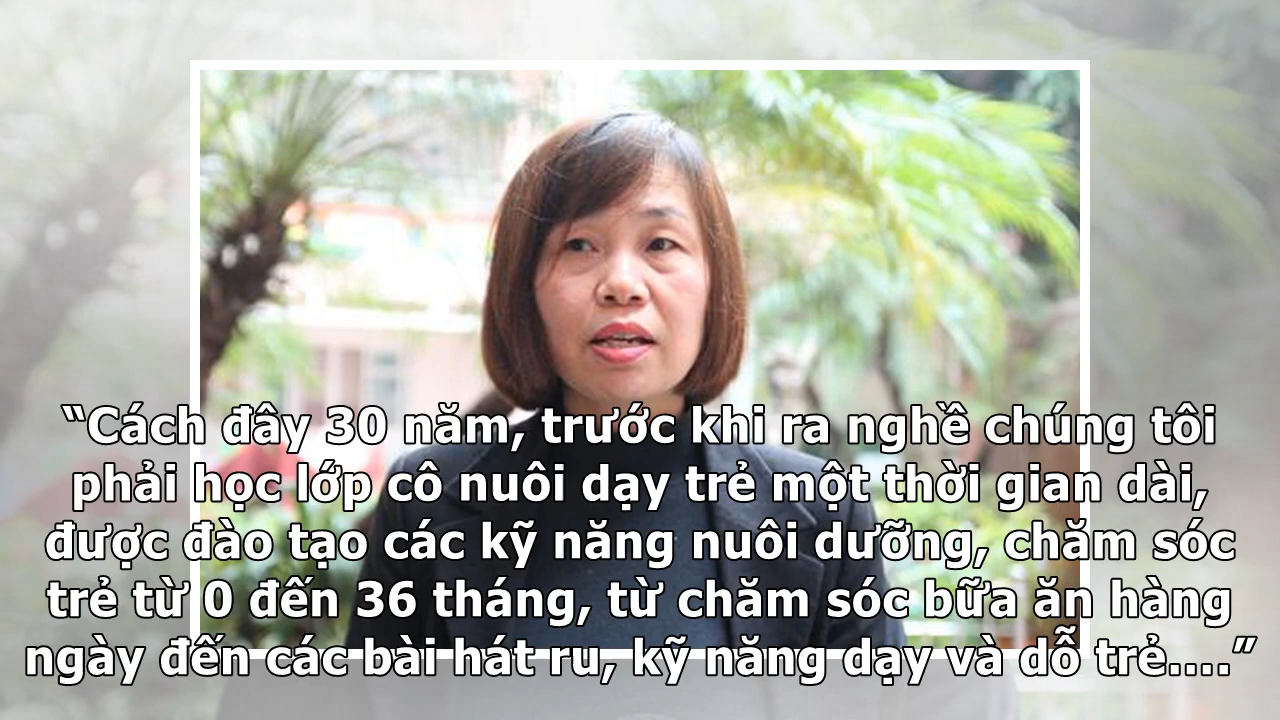 “Cách đây 30 năm, trước khi ra nghề chúng tôi
phải học lớp cô nuôi dạy trẻ một thời gian dài,
được đào tạo các kỹ năng nuôi dưỡng, chăm sóc
trẻ từ 0 đến 36 tháng, từ chăm sóc bữa ăn hàng
ngày đến các bài hát ru, kỹ năng dạy và dỗ trẻ....”